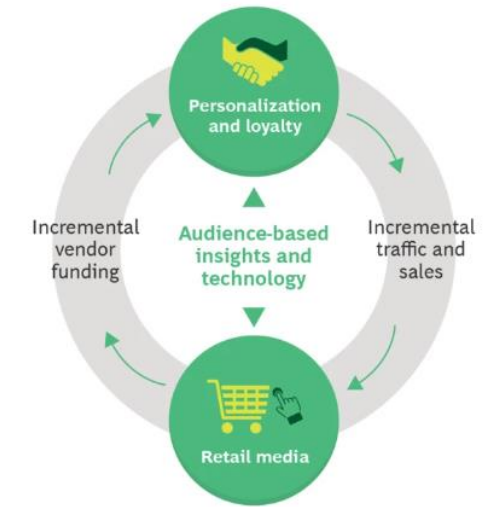 Personalization
and loyalty
Incremental
vendor
funding
Audience-based
insights and
technology
Incremental
traffic and
sales
Retail media